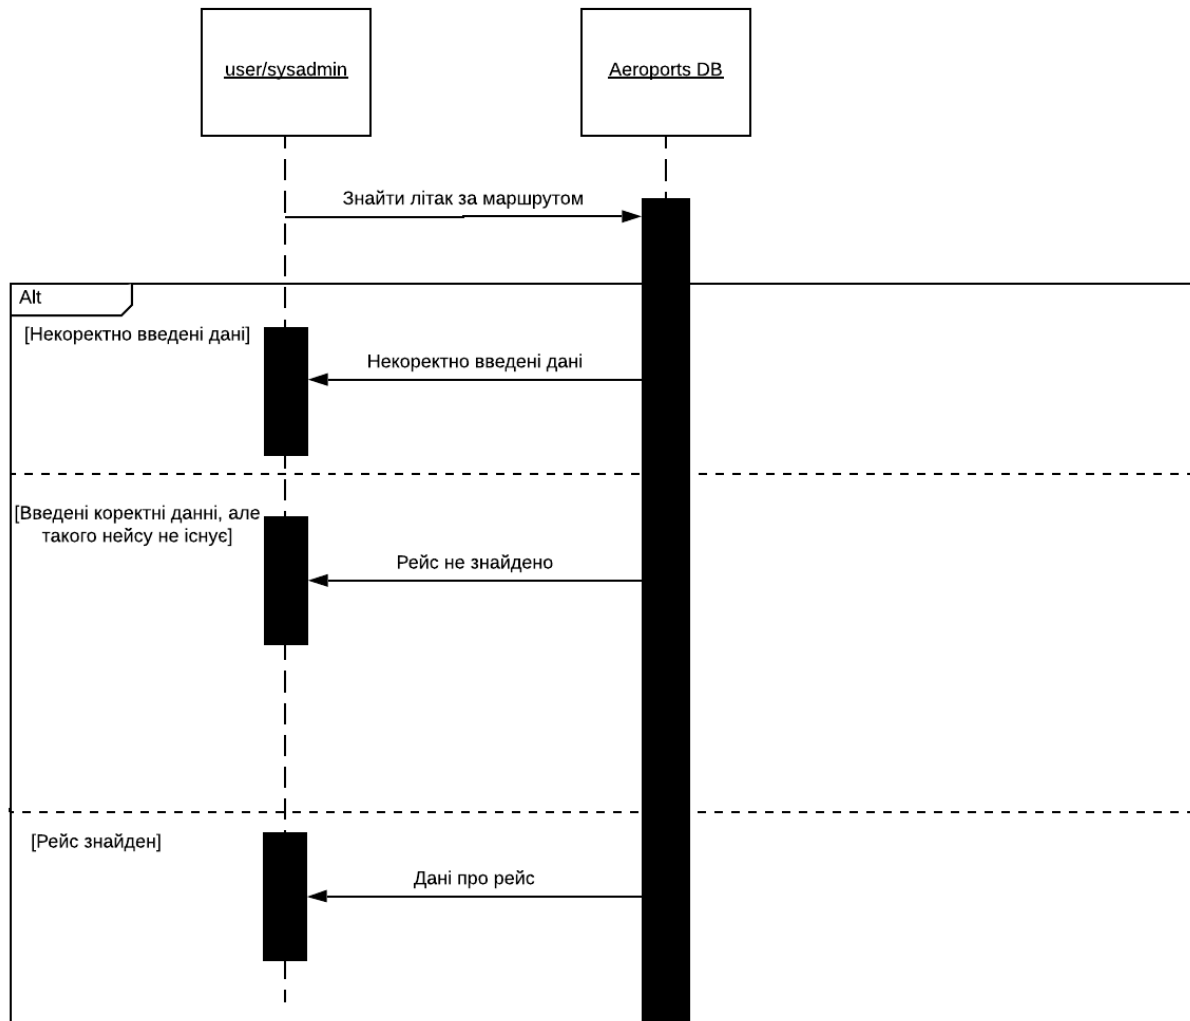 user/sysadmin
Aeroports DB
Знайти літак за маршрутом
Alt
[Некоректно введені дані]
Некоректно введені дані
[Введені коректні данні, але
такого нейсу не існує]
Рейс не знайдено
[Рейс знайден]
Дані про рейс